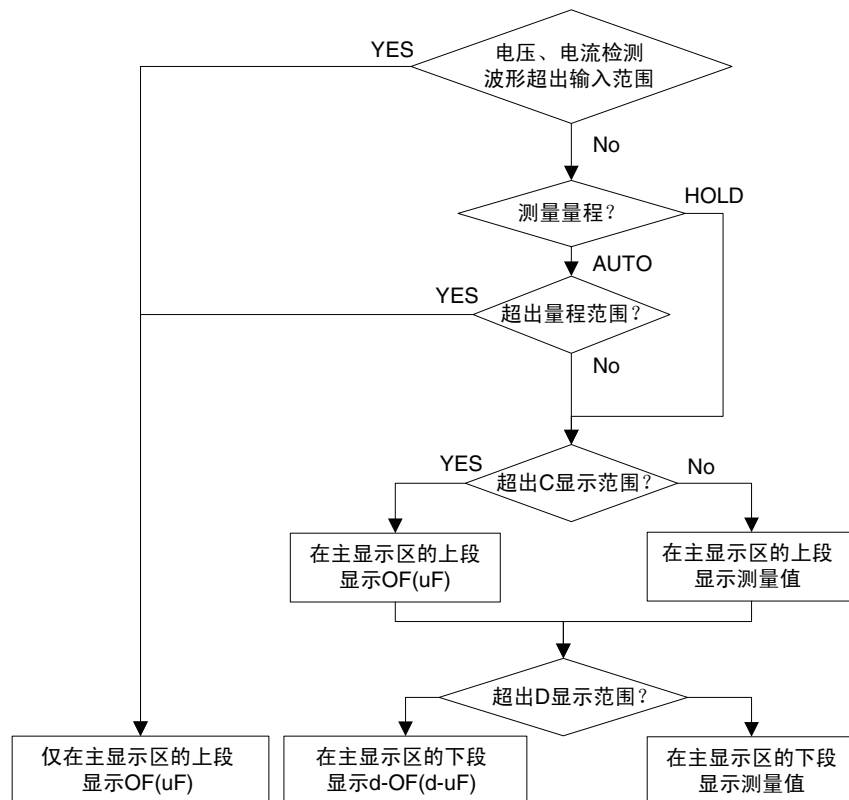 YES
电压、电流检测
波形超出输入范围
No
测量量程？
HOLD
AUTO
YES
超出量程范围？
No
YES
超出C显示范围？
No
在主显示区的上段
显示OF(uF)
在主显示区的上段
显示测量值
超出D显示范围？
仅在主显示区的上段
显示OF(uF)
在主显示区的下段
显示d-OF(d-uF)
在主显示区的下段
显示测量值